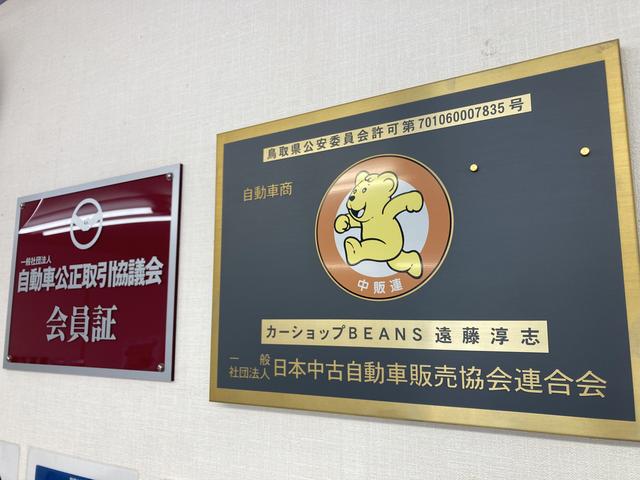 一般社団法人
自動車公正取引協議会
会員証
鳥取県公安委員会許可第701060007835号
自動車商
中販連
カーショップBEANS 遠藤淳志
一般
社団法人 日本中古自動車販売協会連合会